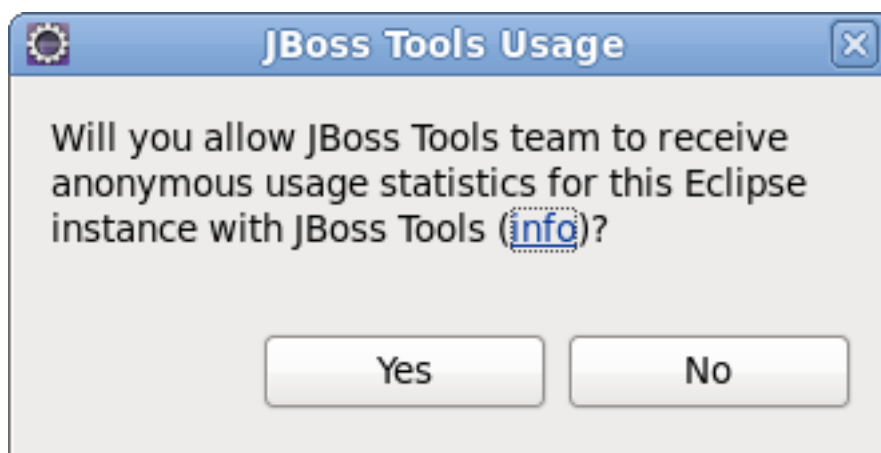 JBoss Tools Usage
Will you allow JBoss Tools team to receive
anonymous usage statistics for this Eclipse
instance with JBoss Tools (info)?
Yes No